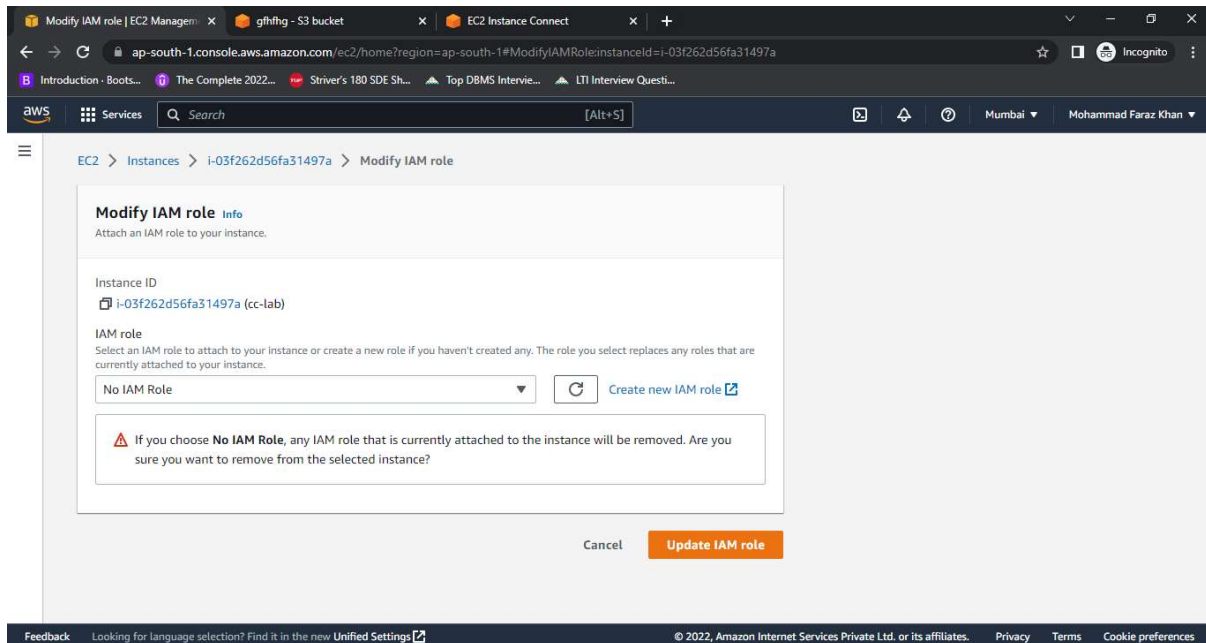 Modify IAM role | EC2 Managem
gfhfhg - S3 bucket
EC2 Instance Connect
ap-south-1.console.aws.amazon.com/ec2/home?region=ap-south-1#ModifyIAMRole:instanceId=i-03f262d56fa31497a
Incognito
B Introduction · Boots...
The Complete 2022...
Striver's 180 SDE Sh...
Top DBMS Intervie...
LTI Interview Questi...
aws
Services
Search
[Alt+S]
Mumbai
Mohammad Faraz Khan
EC2 > Instances > i-03f262d56fa31497a > Modify IAM role
Modify IAM role Info
Attach an IAM role to your instance.
Instance ID
i-03f262d56fa31497a (cc-lab)
IAM role
Select an IAM role to attach to your instance or create a new role if you haven't created any. The role you select replaces any roles that are
currently attached to your instance.
No IAM Role
Create new IAM role
If you choose No IAM Role, any IAM role that is currently attached to the instance will be removed. Are you
sure you want to remove from the selected instance?
Cancel
Update IAM role
Feedback
Looking for language selection? Find it in the new Unified Settings
© 2022, Amazon Internet Services Private Ltd. or its affiliates.
Privacy
Terms
Cookie preferences